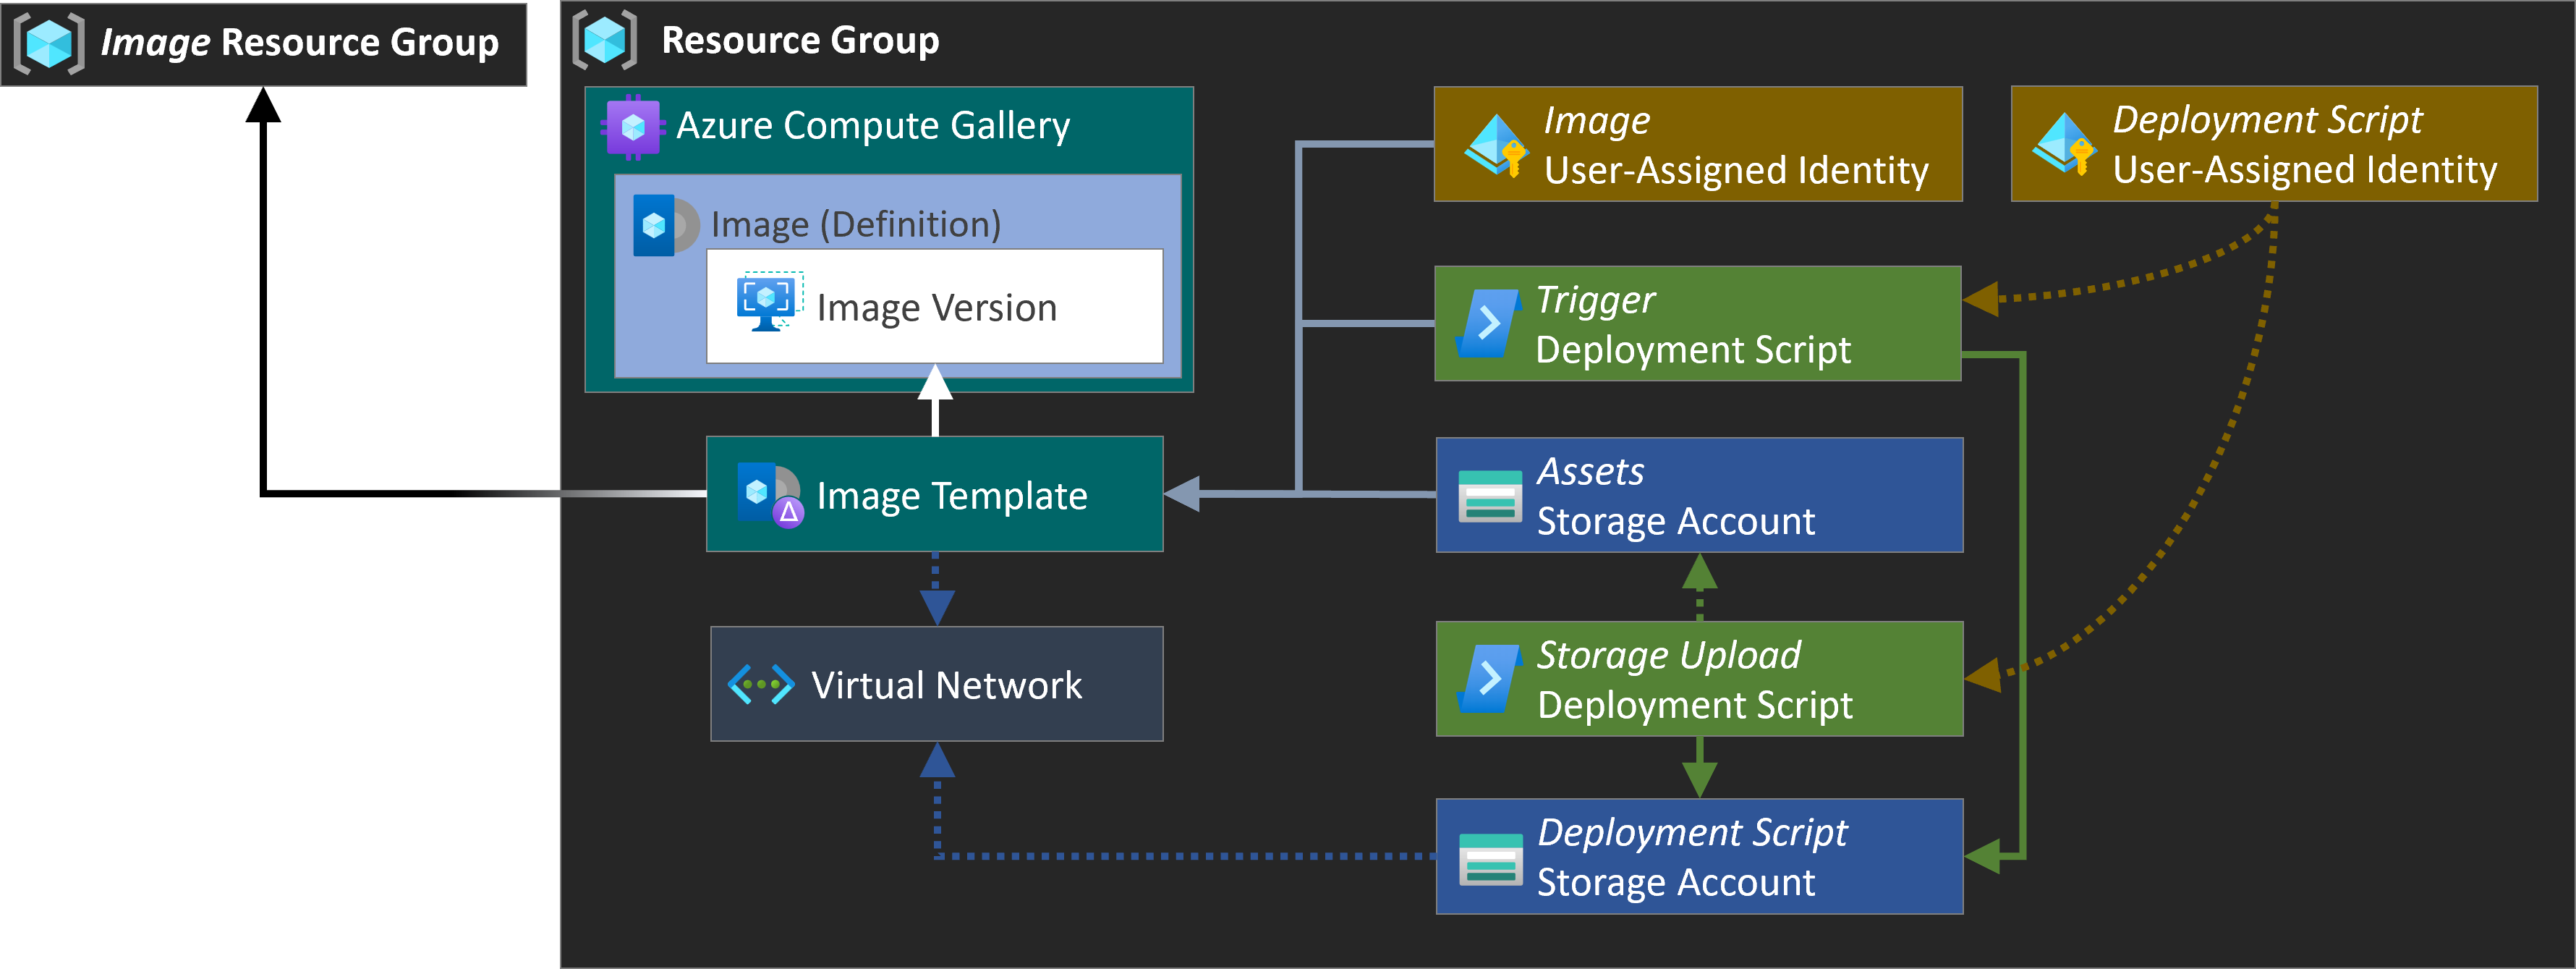 Image Resource Group
Resource Group
Azure Compute Gallery
Image (Definition)
Image Version
Image Template
Virtual Network
Image
User-Assigned Identity
Deployment Script
User-Assigned Identity
Trigger
Deployment Script
Assets
Storage Account
Storage Upload
Deployment Script
Deployment Script
Storage Account